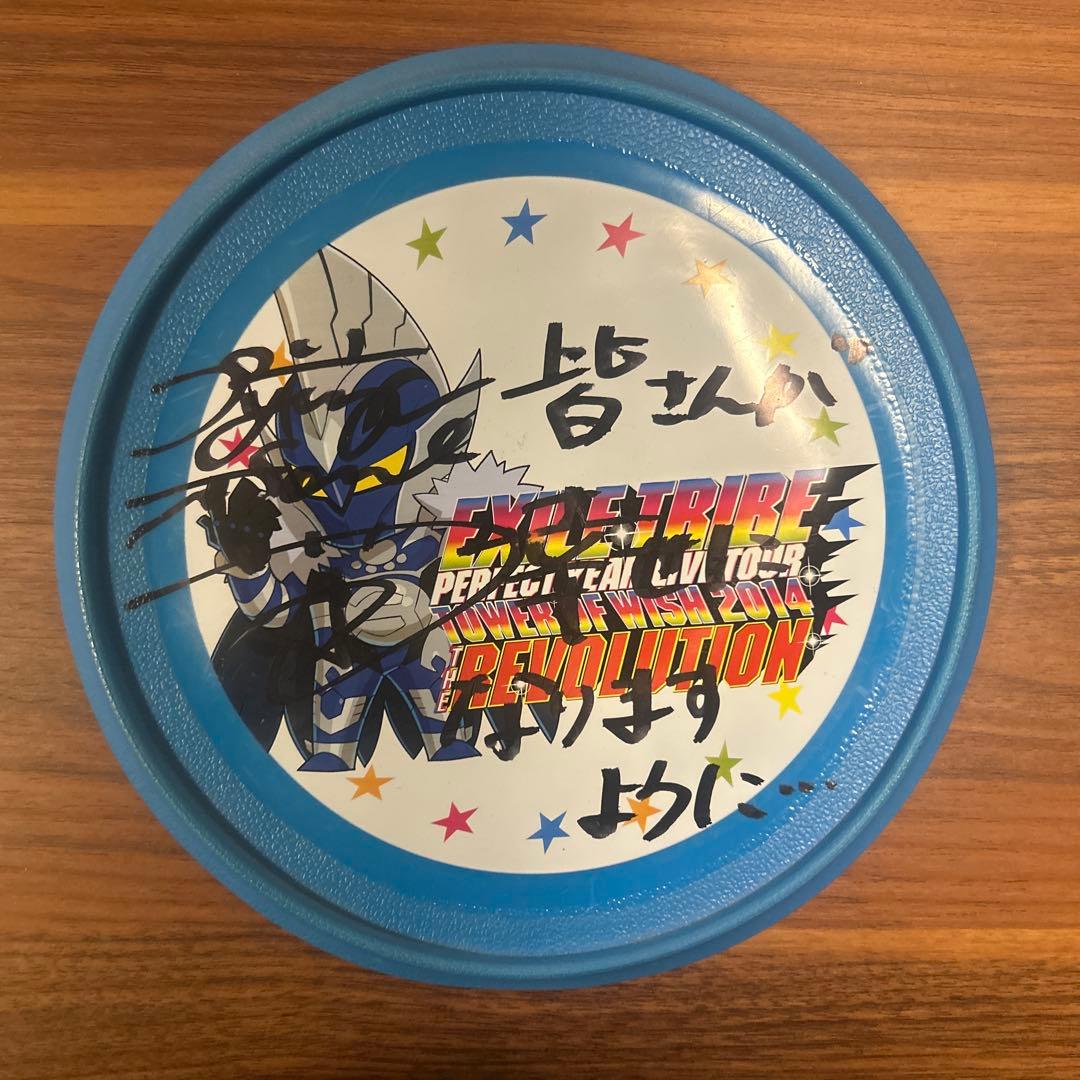 皆さんが
EXILE TRIBE
PERFECT YEAR LIVE TOUR
TOWER OF WISH 2014
THE REVOLUTION
なります
ように…